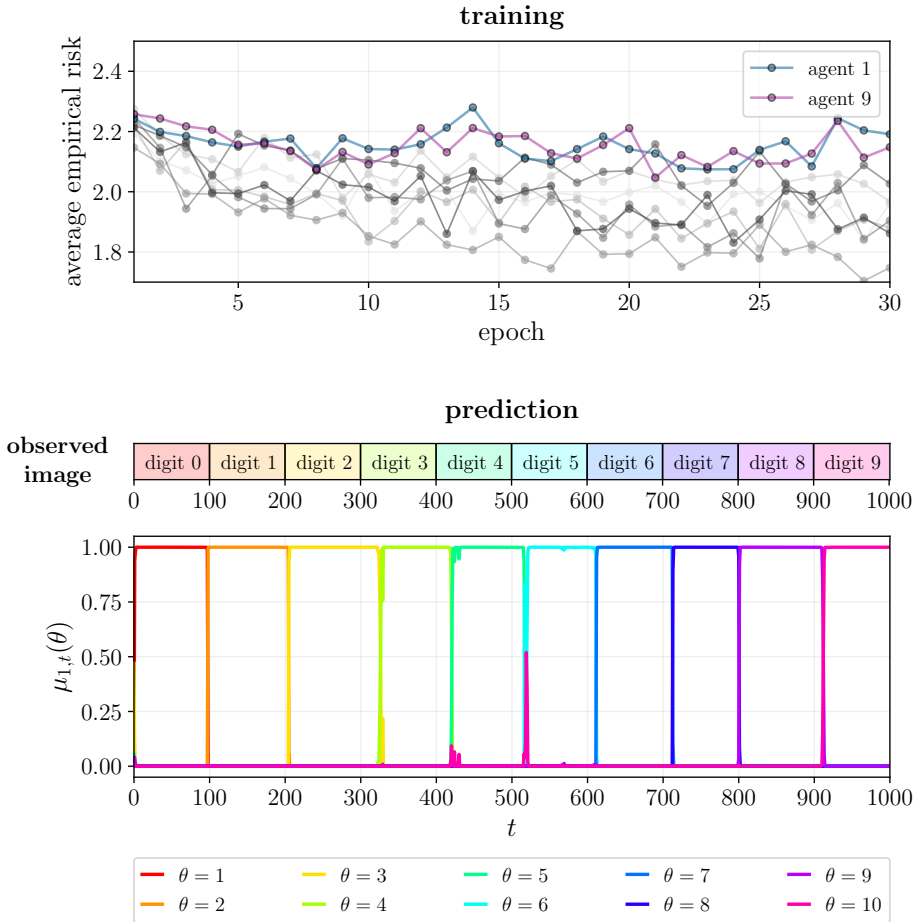 training
average empirical risk
2.4
2.2
2.0
1.8
agent 1
agent 9
5 10 15 20 25 30
epoch
prediction
observed
image
digit 0 digit 1 digit 2 digit 3 digit 4 digit 5 digit 6 digit 7 digit 8 digit 9
0 100 200 300 400 500 600 700 800 900 1000
μ1,t(θ)
1.00
0.75
0.50
0.25
0.00
0 100 200 300 400 500 600 700 800 900 1000
t
θ = 1 θ = 3 θ = 5 θ = 7 θ = 9
θ = 2 θ = 4 θ = 6 θ = 8 θ = 10